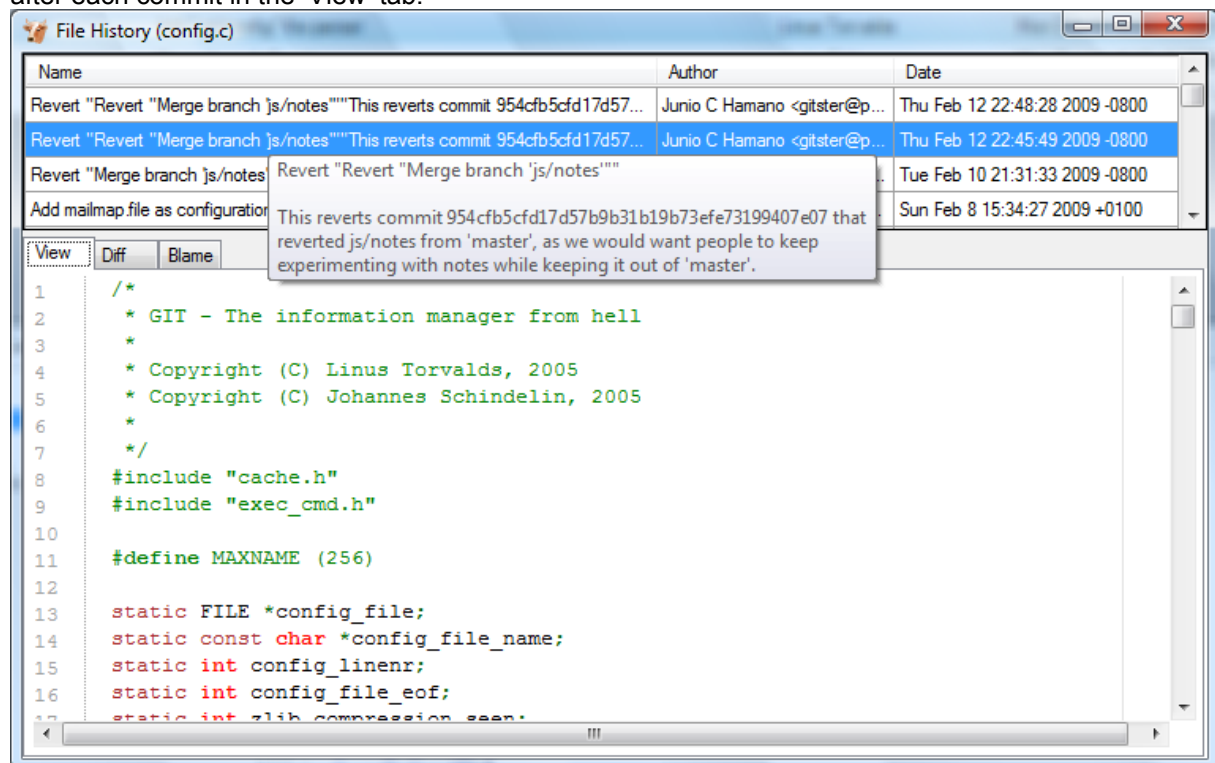 after each commit in the 'View' tab.
File History (config.c)
Name Author Date
Revert "Revert "Merge branch 'js/notes'""This reverts commit 954cfb5cfd17d57... Junio C Hamano <gitster@p... Thu Feb 12 22:48:28 2009 -0800
Revert "Revert "Merge branch 'js/notes'""This reverts commit 954cfb5cfd17d57... Junio C Hamano <gitster@p... Thu Feb 12 22:45:49 2009 -0800
Revert "Merge branch 'js/notes' Tue Feb 10 21:31:33 2009 -0800
Add mailmap.file as configuration Sun Feb 8 15:34:27 2009 +0100
Revert "Revert "Merge branch 'js/notes'""
This reverts commit 954cfb5cfd17d57b9b31b19b73efe73199407e07 that
reverted js/notes from 'master', as we would want people to keep
experimenting with notes while keeping it out of 'master'.
View Diff Blame
1 /*
2 * GIT - The information manager from hell
3 *
4 * Copyright (C) Linus Torvalds, 2005
5 * Copyright (C) Johannes Schindelin, 2005
6 *
7 */
8 #include "cache.h"
9 #include "exec_cmd.h"
10
11 #define MAXNAME (256)
12
13 static FILE *config_file;
14 static const char *config_file_name;
15 static int config_linenr;
16 static int config_file_eof;
17 static int zlib_compression_seen;